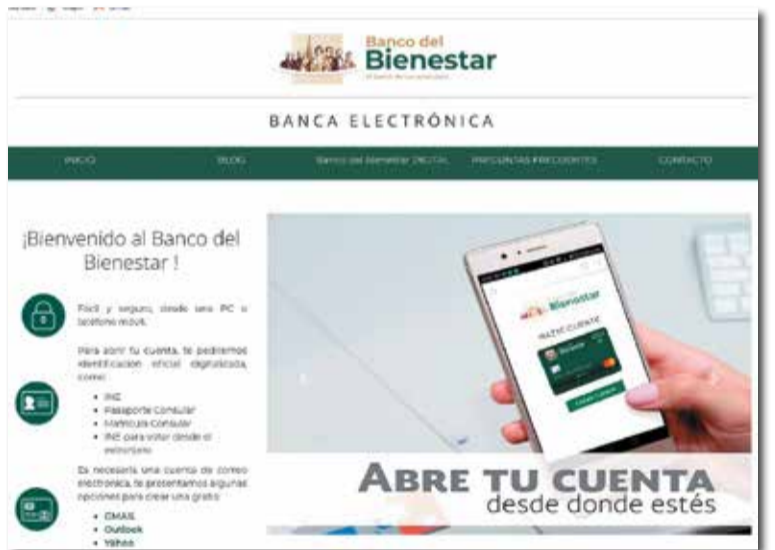 Banco del
Bienestar
BANCA ELECTRÓNICA
INICIO
BLOG
Banco del Bienestar DIGITAL
PREGUNTAS FRECUENTES
CONTACTO
¡Bienvenido al Banco del
Bienestar !
Fácil y seguro, desde una PC o
teléfono móvil.
Para abrir tu cuenta, te pediremos
identificación oficial digitalizada,
como:
• INE
• Pasaporte Consular
• Matrícula Consular
• INE para votar desde el
extranjero
Es necesaria una cuenta de correo
electrónico, te presentamos algunas
opciones para crear una gratis:
• GMAIL
• Outlook
• Yahoo
Bienestar
HAZTE CLIENTE
ABRE TU CUENTA
desde donde estés